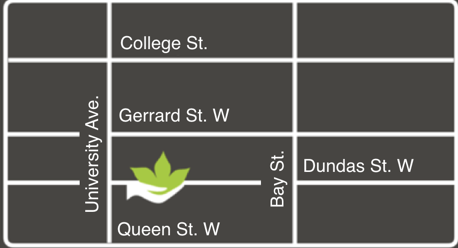 College St.
Gerrard St. W
University Ave.
Bay St.
Dundas St. W
Queen St. W